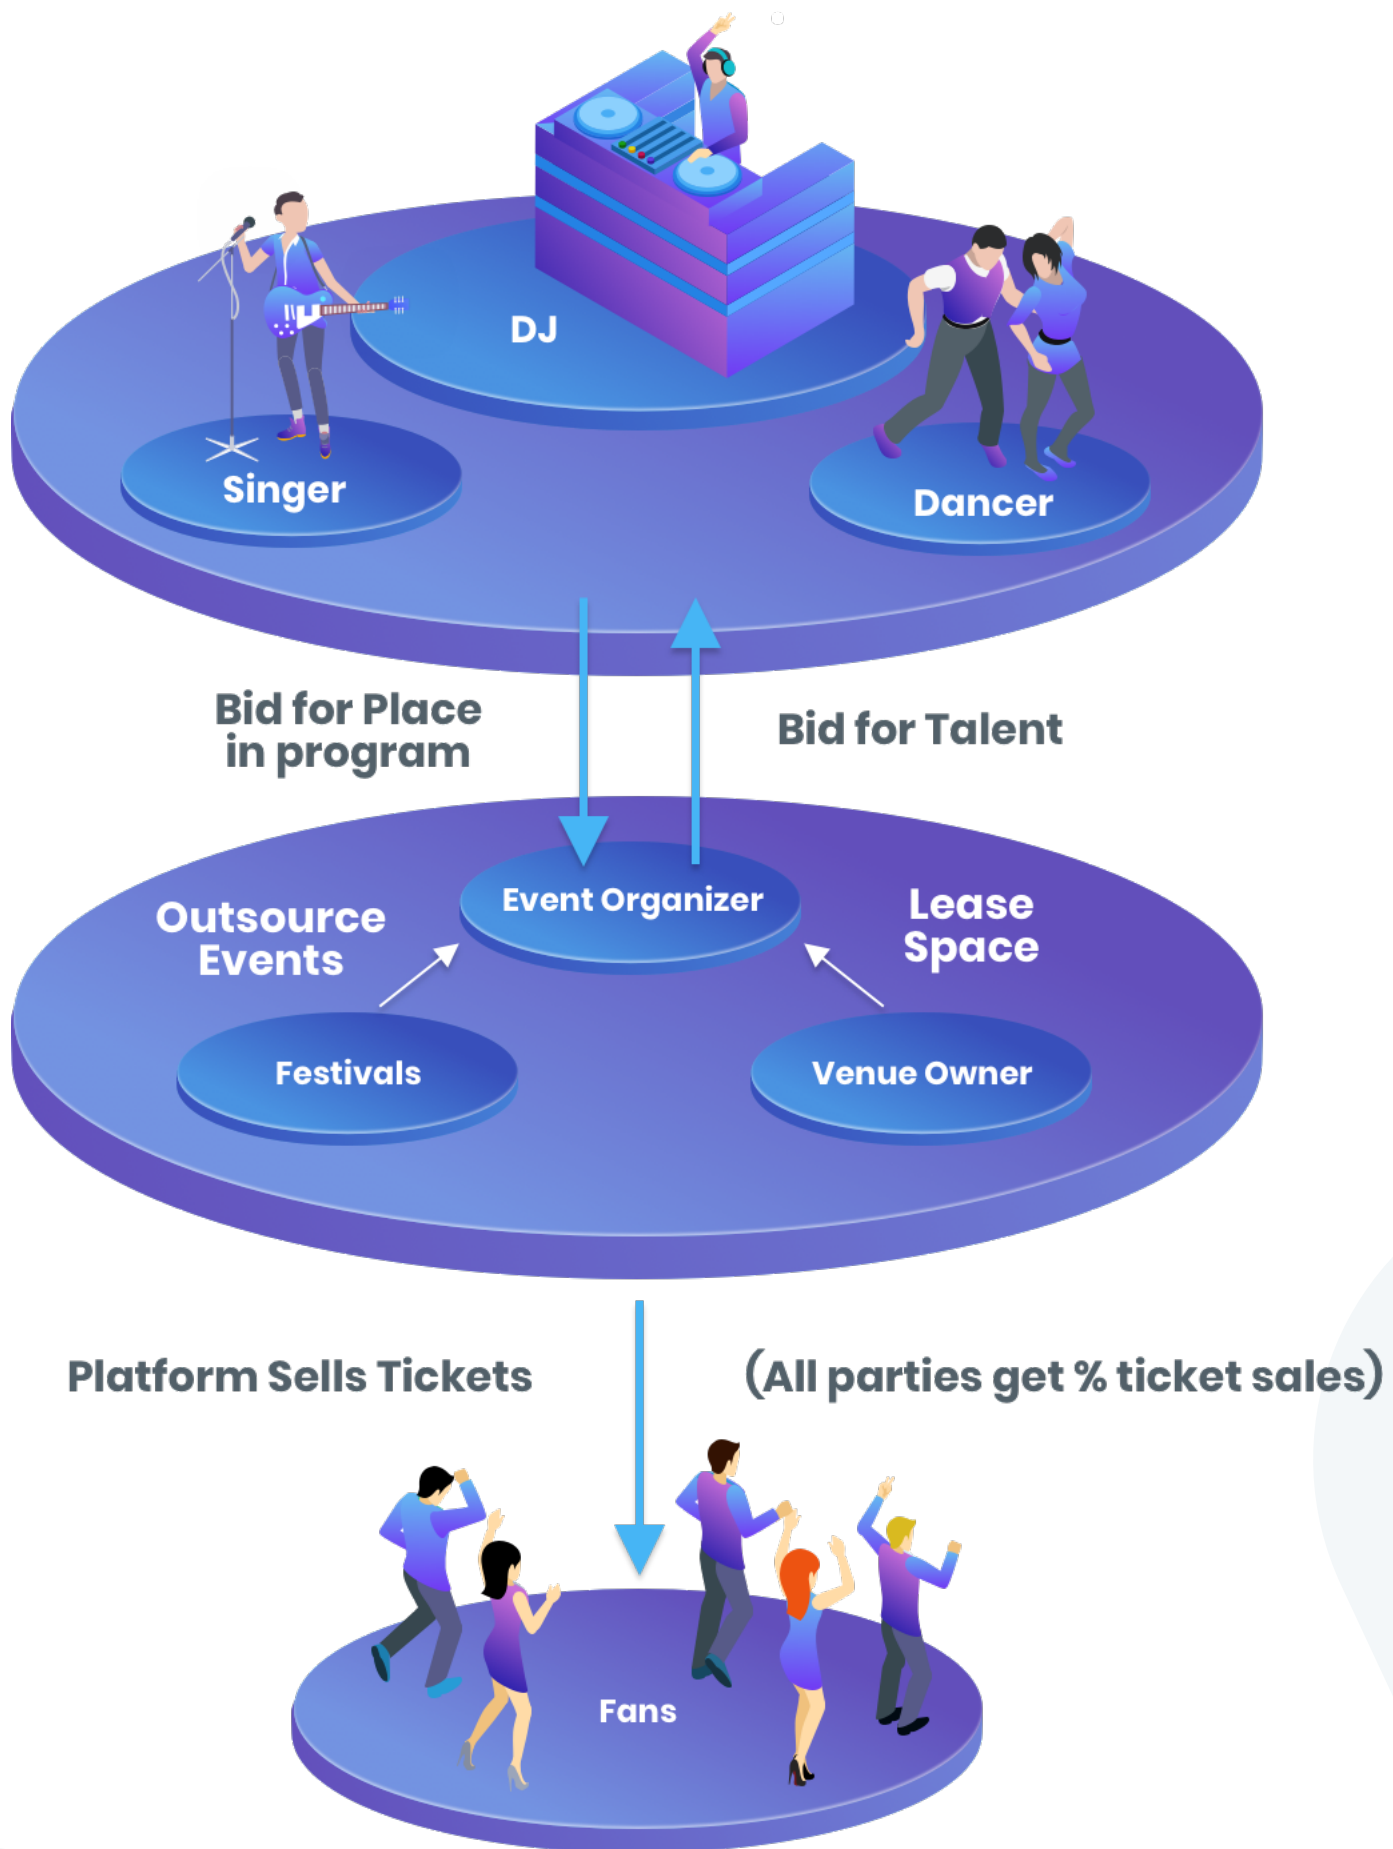 DJ
Singer
Dancer
Bid for Place
in program
Bid for Talent
Event Organizer
Outsource
Events
Lease
Space
Festivals
Venue Owner
Platform Sells Tickets
(All parties get % ticket sales)
Fans